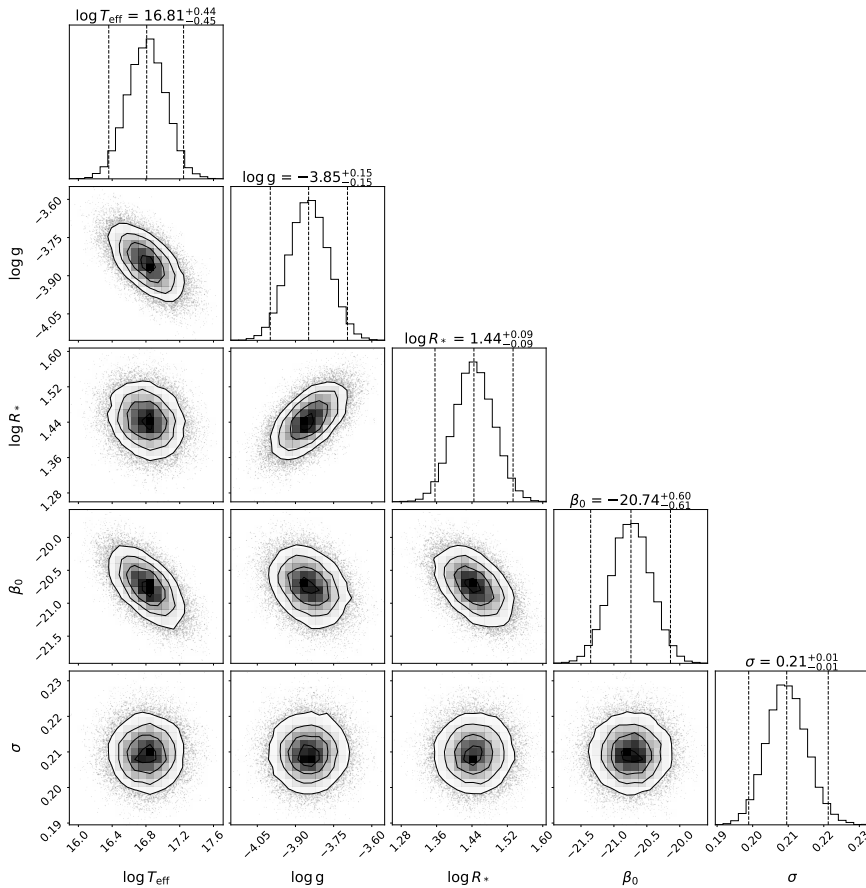 log T_eff = 16.81^{+0.44}_{−0.45}
log g = −3.85^{+0.15}_{−0.15}
−3.60
−3.75
−3.90
−4.05
log g
log R_* = 1.44^{+0.09}_{−0.09}
1.60
1.52
1.44
1.36
1.28
log R_*
β_0 = −20.74^{+0.60}_{−0.61}
−20.0
−20.5
−21.0
−21.5
β_0
σ = 0.21^{+0.01}_{−0.01}
0.23
0.22
0.21
0.20
0.19
σ
16.0 16.4 16.8 17.2 17.6 −4.05 −3.90 −3.75 −3.60 1.28 1.36 1.44 1.52 1.60 −21.5 −21.0 −20.5 −20.0 0.19 0.20 0.21 0.22 0.23
log T_eff log g log R_* β_0 σ